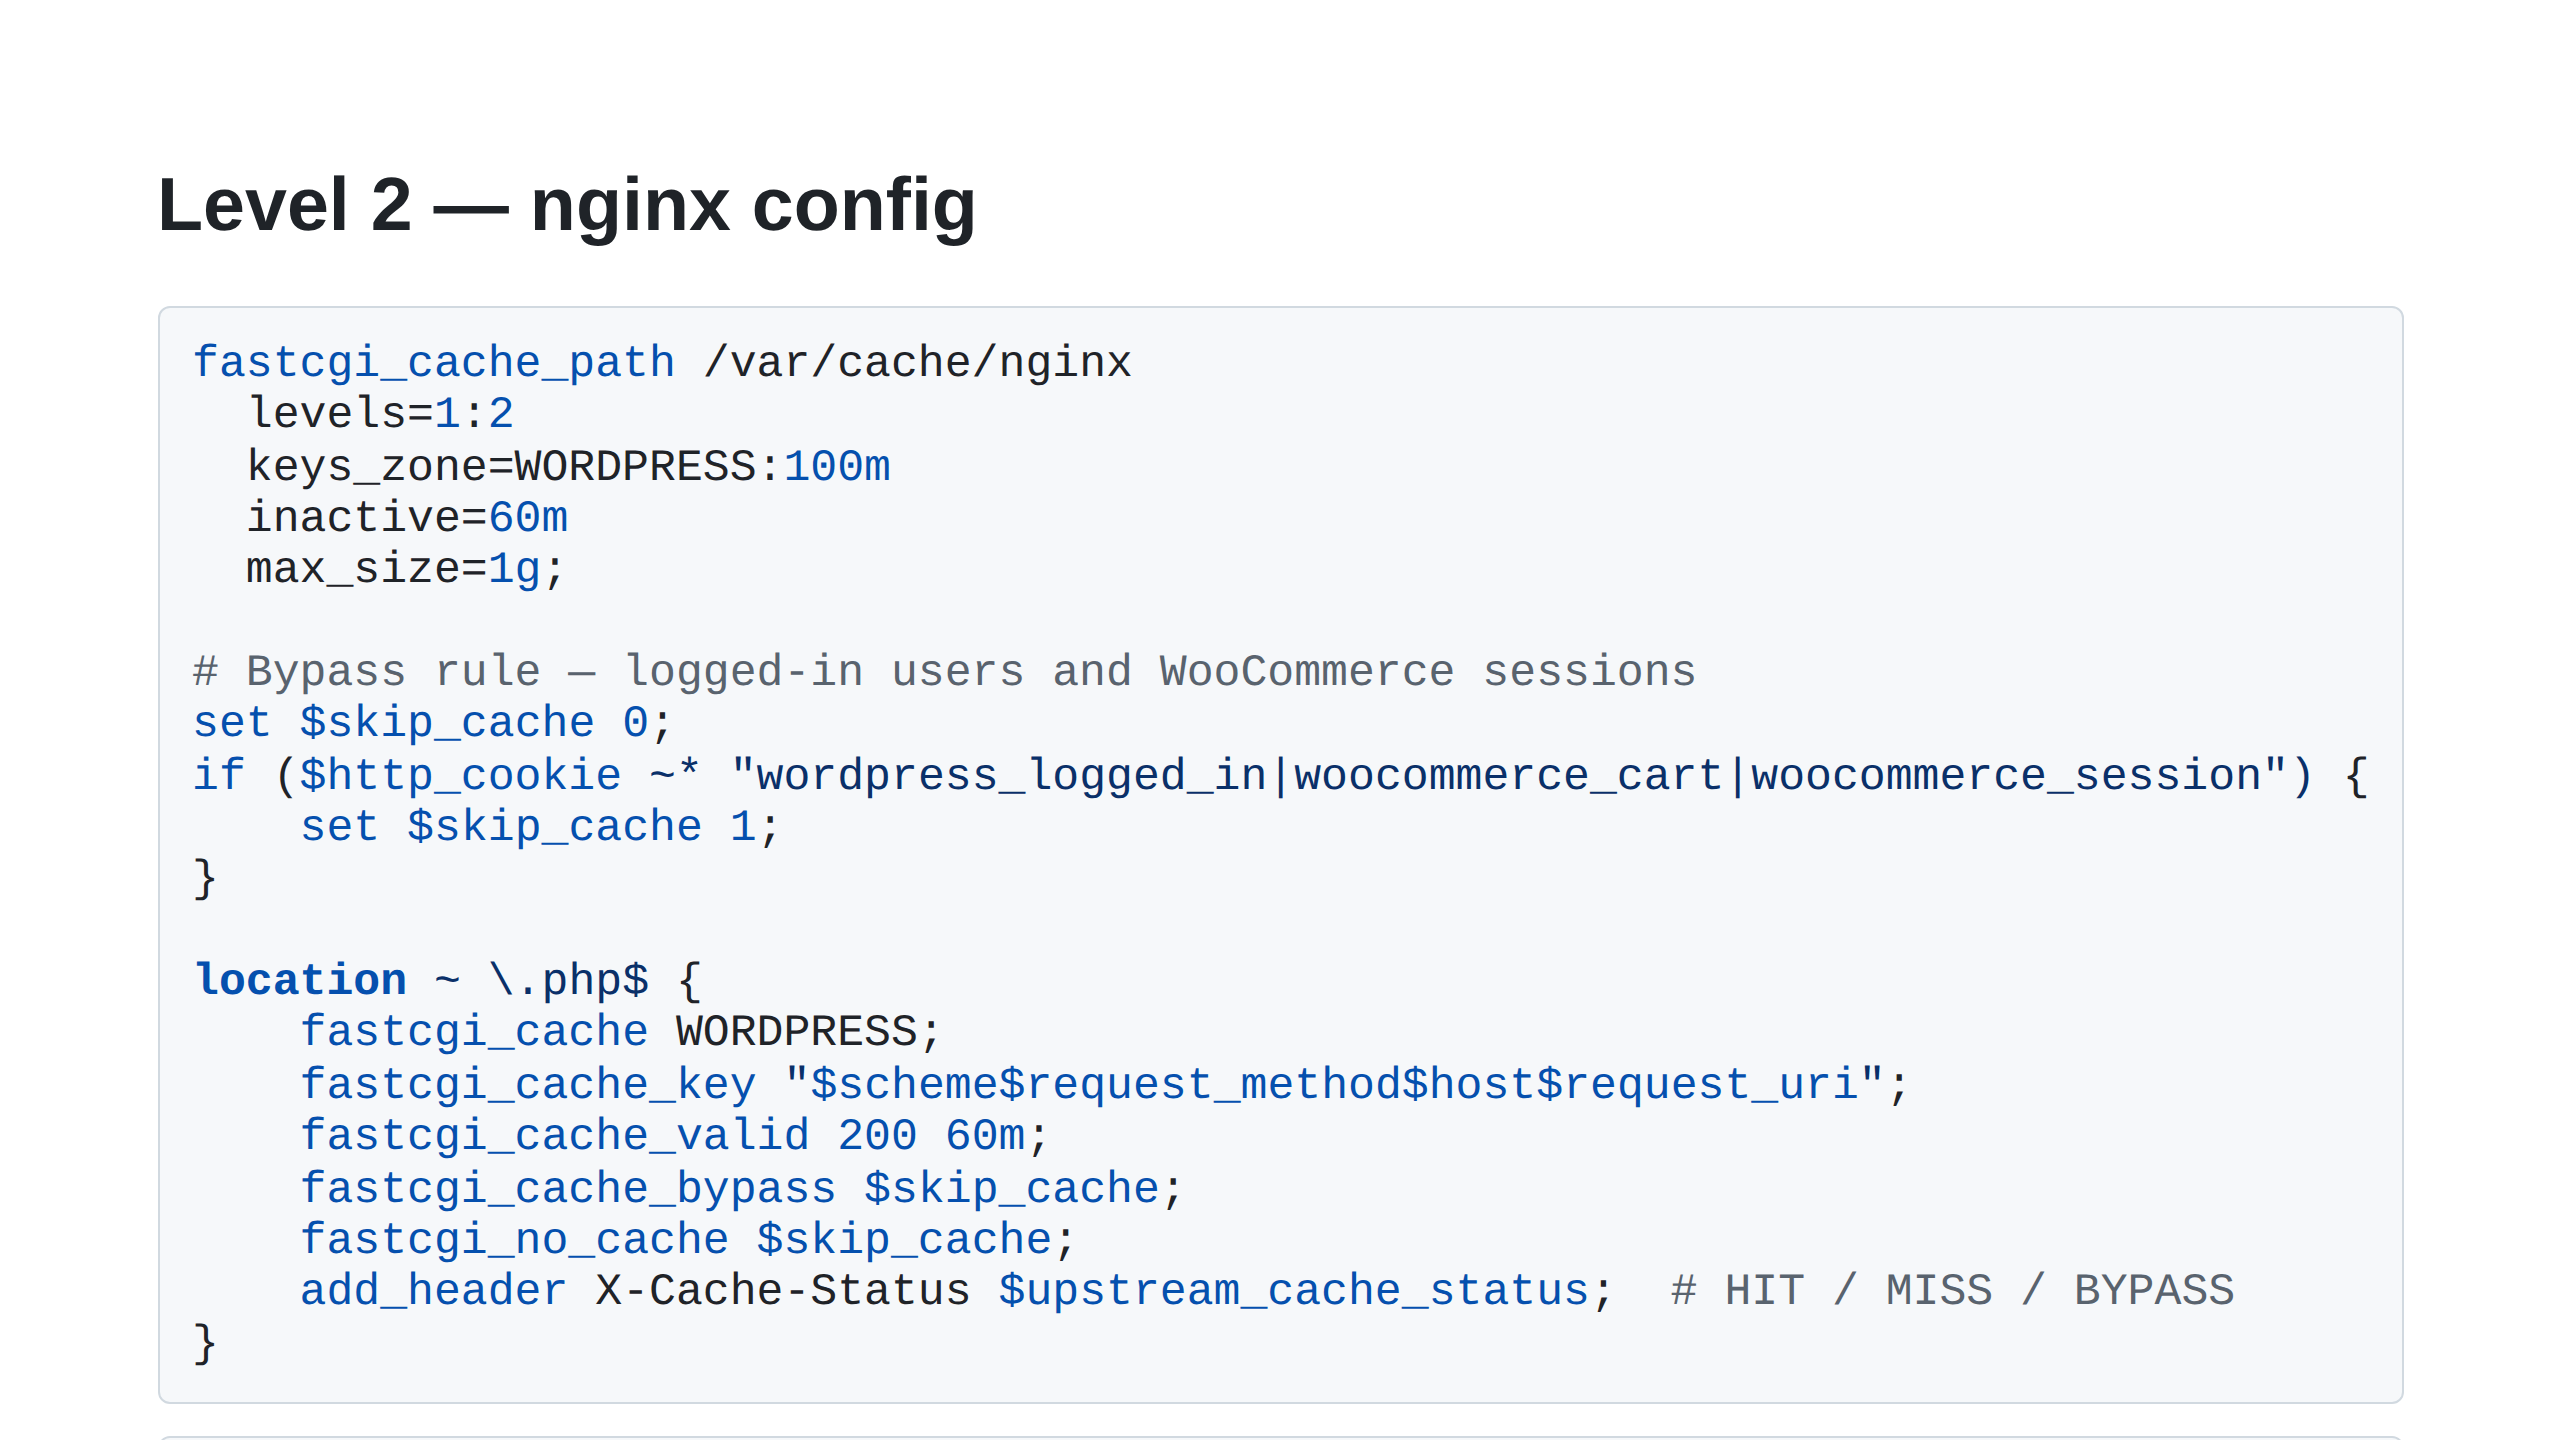 Level 2 — nginx config
fastcgi_cache_path /var/cache/nginx
  levels=1:2
  keys_zone=WORDPRESS:100m
  inactive=60m
  max_size=1g;

# Bypass rule — logged-in users and WooCommerce sessions
set $skip_cache 0;
if ($http_cookie ~* "wordpress_logged_in|woocommerce_cart|woocommerce_session") {
    set $skip_cache 1;
}

location ~ \.php$ {
    fastcgi_cache WORDPRESS;
    fastcgi_cache_key "$scheme$request_method$host$request_uri";
    fastcgi_cache_valid 200 60m;
    fastcgi_cache_bypass $skip_cache;
    fastcgi_no_cache $skip_cache;
    add_header X-Cache-Status $upstream_cache_status;  # HIT / MISS / BYPASS
}